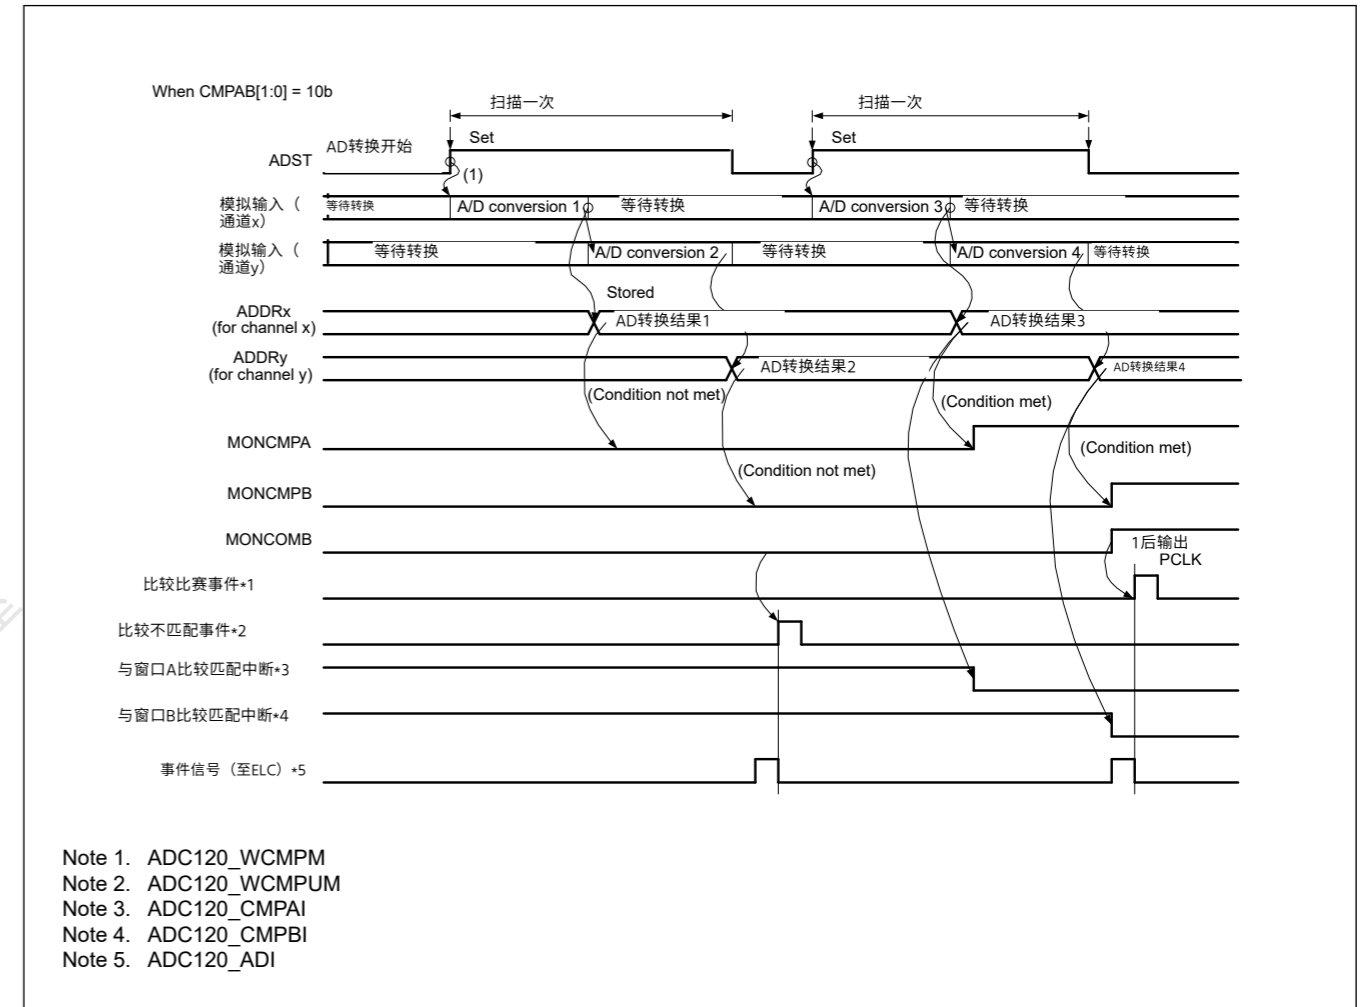 When CMPAB[1:0] = 10b
扫描一次
扫描一次
AD转换开始
Set
Set
ADST
(1)
模拟输入（
通道x）
等待转换
A/D conversion 1
等待转换
A/D conversion 3
等待转换
模拟输入（
通道y）
等待转换
A/D conversion 2
等待转换
A/D conversion 4
等待转换
Stored
ADDRx
(for channel x)
AD转换结果1
AD转换结果3
ADDRy
(for channel y)
AD转换结果2
AD转换结果4
(Condition not met)
(Condition met)
MONCMPA
(Condition met)
(Condition not met)
MONCMPB
MONCOMB
1后输出
PCLK
比较比赛事件*1
比较不匹配事件*2
与窗口A比较匹配中断*3
与窗口B比较匹配中断*4
事件信号（至ELC）*5
Note 1. ADC120_WCMPM
Note 2. ADC120_WCMPUM
Note 3. ADC120_CMPAI
Note 4. ADC120_CMPBI
Note 5. ADC120_ADI